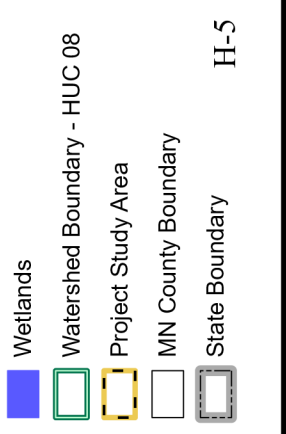 Wetlands
Watershed Boundary - HUC 08
Project Study Area
MN County Boundary
State Boundary
H-5